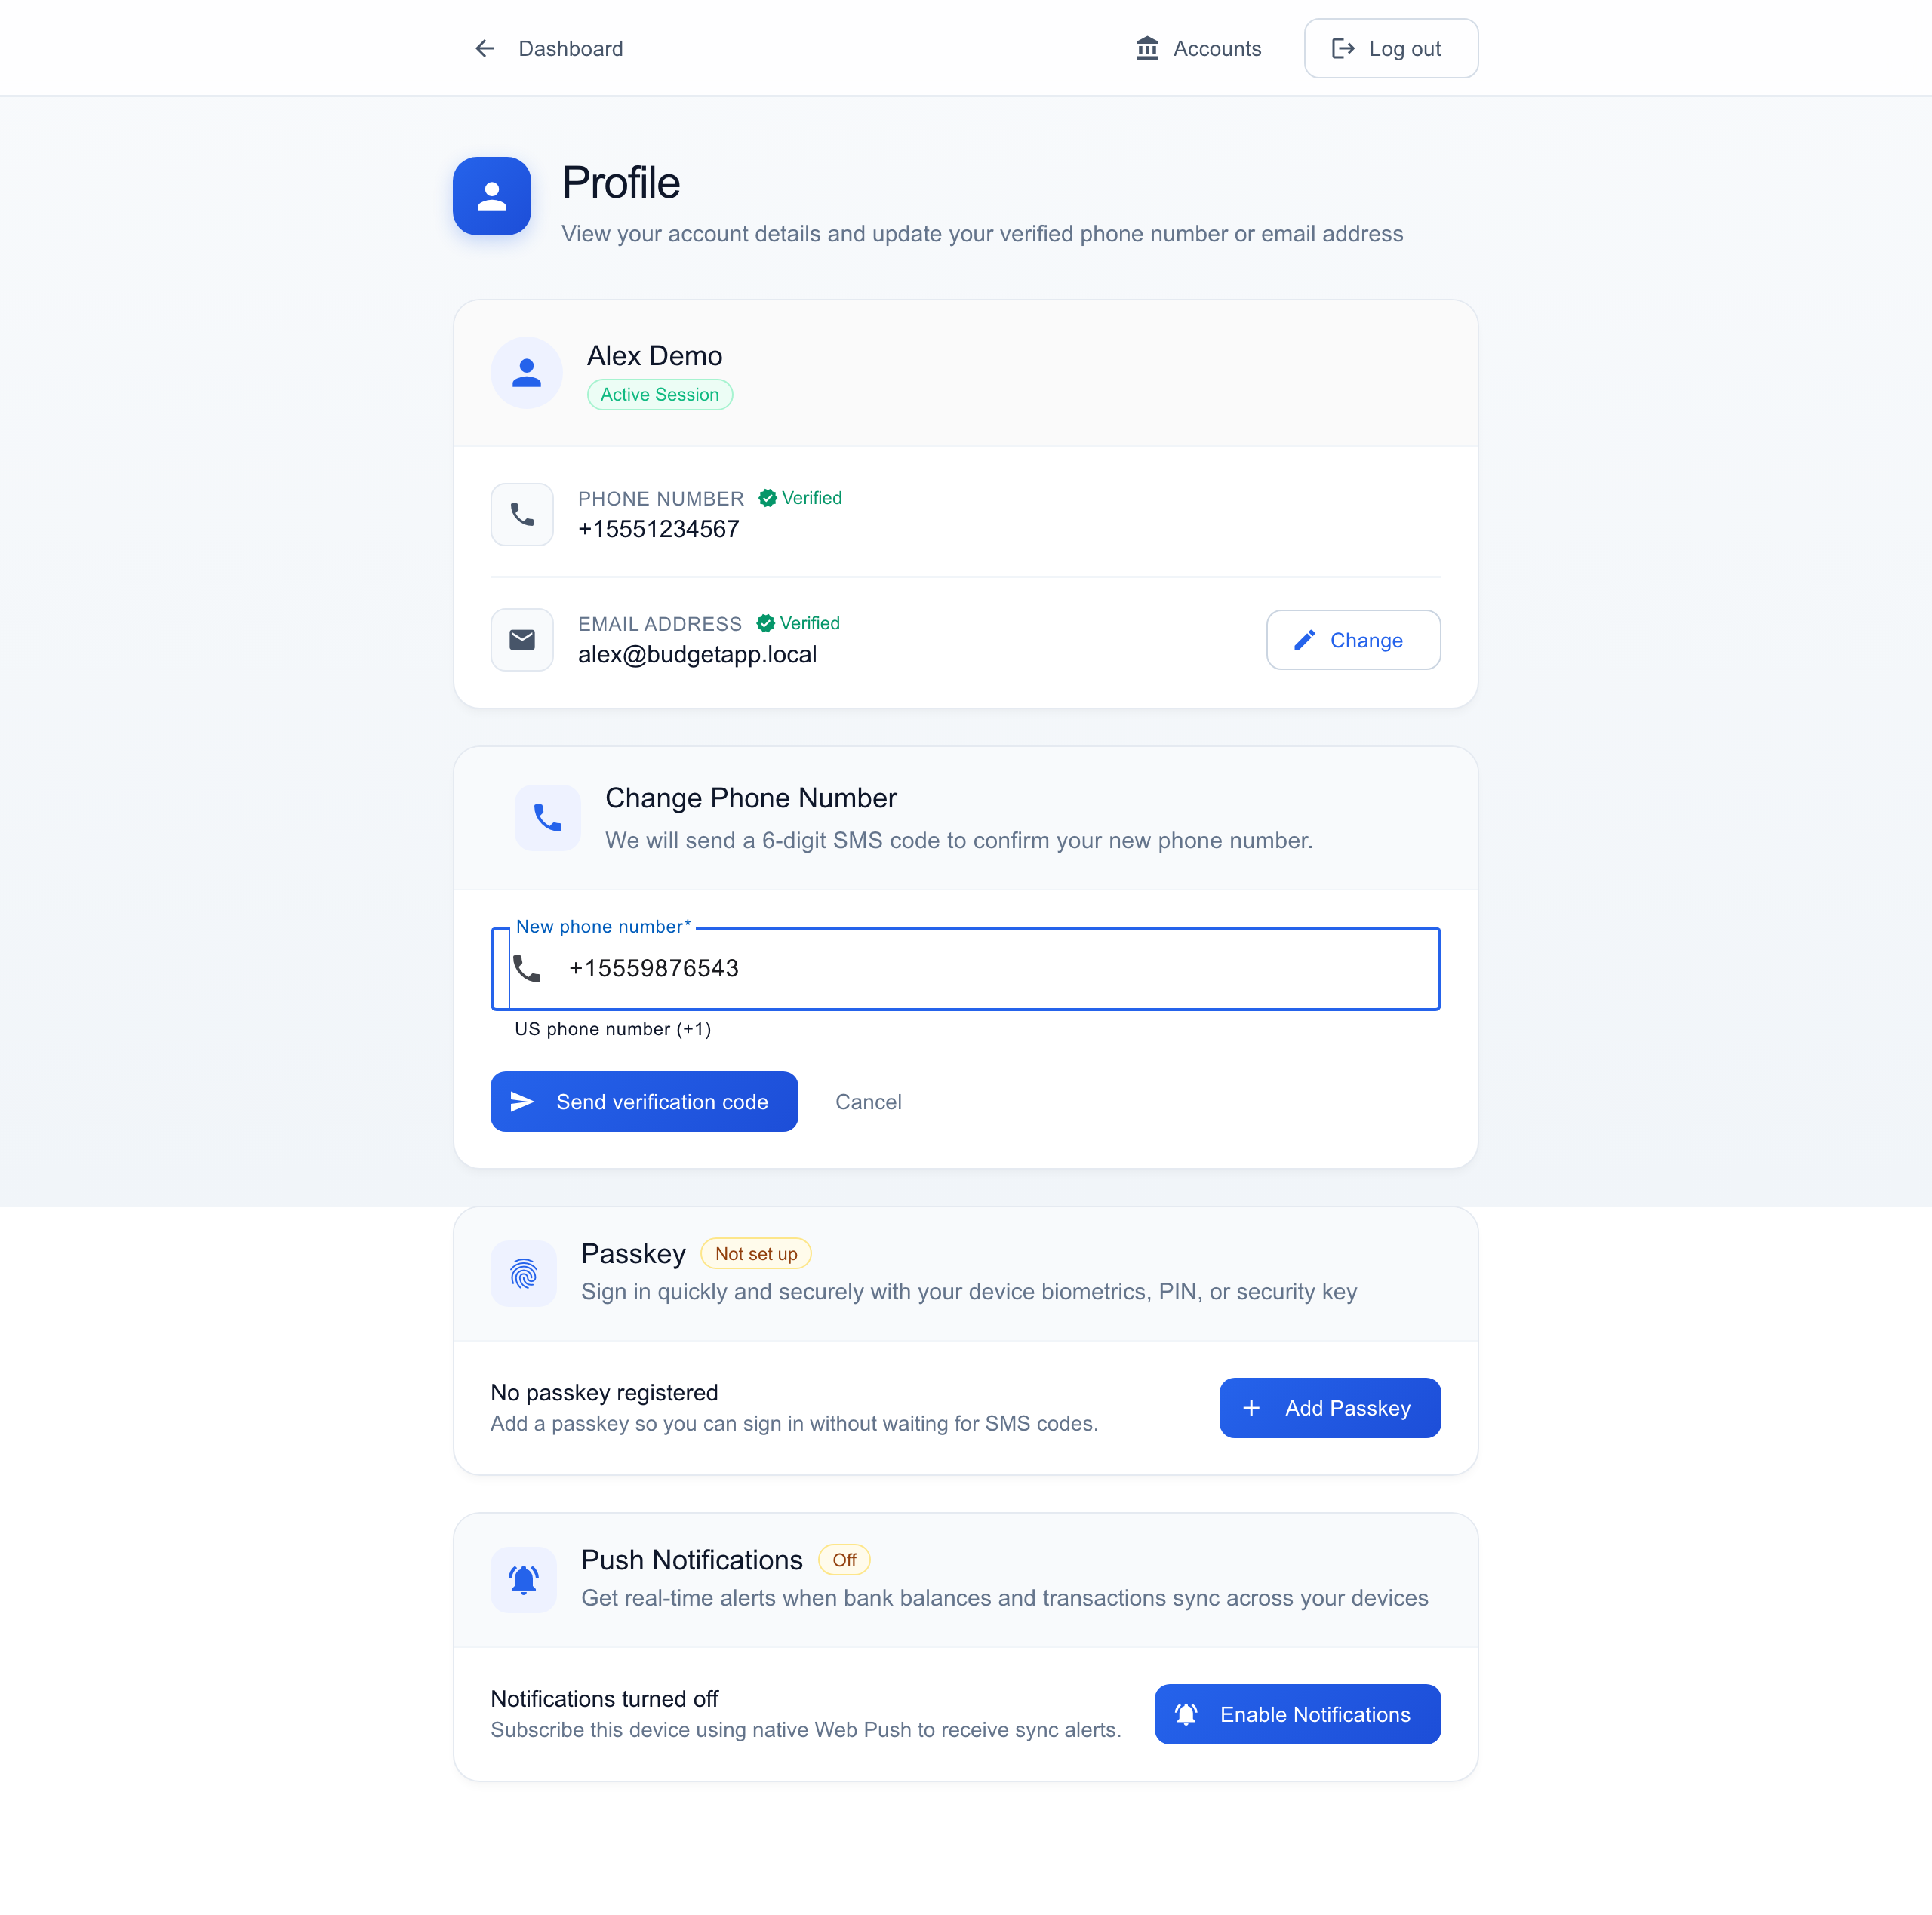 Dashboard
Accounts
Log out
Profile
View your account details and update your verified phone number or email address
Alex Demo
Active Session
PHONE NUMBER Verified
+15551234567
EMAIL ADDRESS Verified
alex@budgetapp.local
Change
Change Phone Number
We will send a 6-digit SMS code to confirm your new phone number.
New phone number*
+15559876543
US phone number (+1)
Send verification code
Cancel
Passkey Not set up
Sign in quickly and securely with your device biometrics, PIN, or security key
No passkey registered
Add a passkey so you can sign in without waiting for SMS codes.
Add Passkey
Push Notifications Off
Get real-time alerts when bank balances and transactions sync across your devices
Notifications turned off
Subscribe this device using native Web Push to receive sync alerts.
Enable Notifications